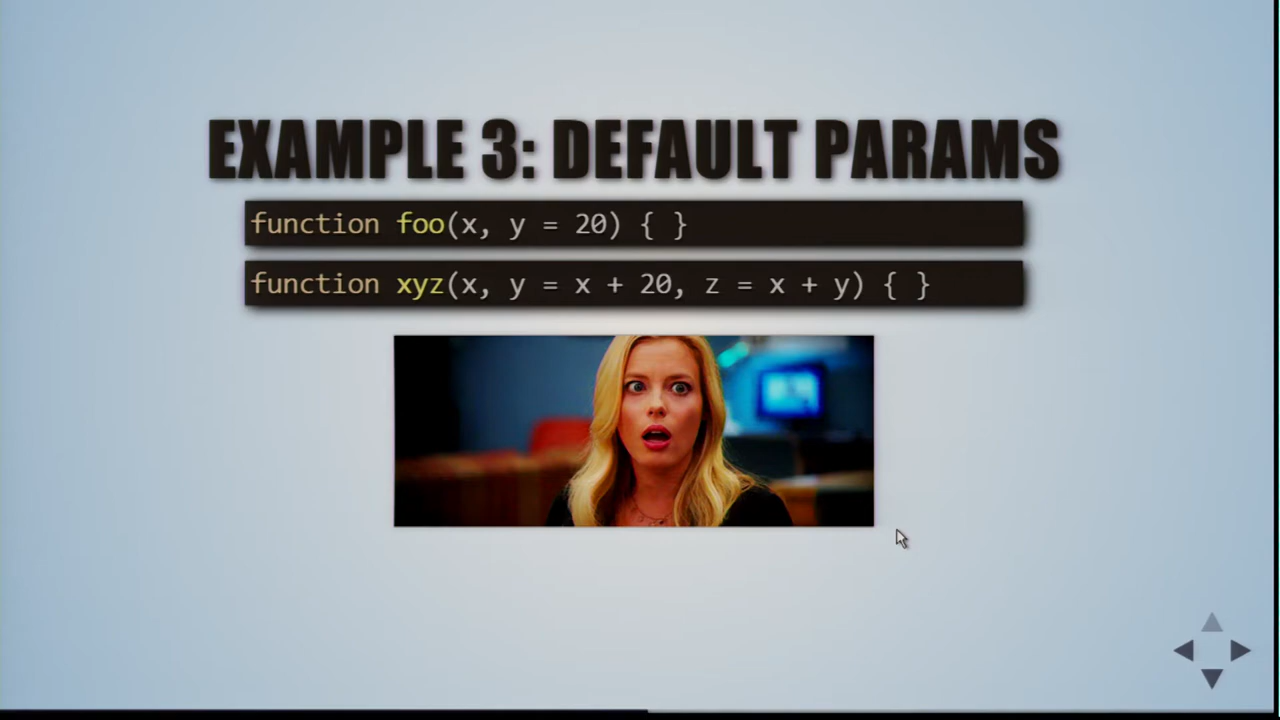 EXAMPLE 3: DEFAULT PARAMS
function foo(x, y = 20) { }
function xyz(x, y = x + 20, z = x + y) { }